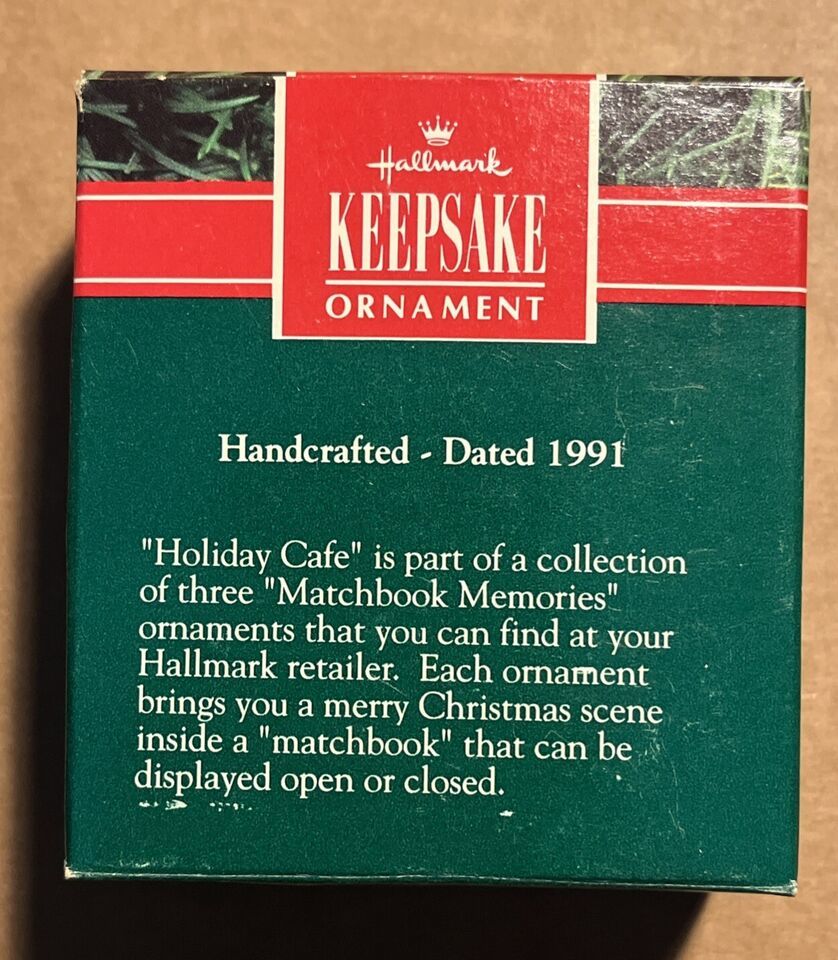 Hallmark
KEEPSAKE
ORNAMENT
Handcrafted - Dated 1991
"Holiday Cafe" is part of a collection
of three "Matchbook Memories"
ornaments that you can find at your
Hallmark retailer. Each ornament
brings you a merry Christmas scene
inside a "matchbook" that can be
displayed open or closed.